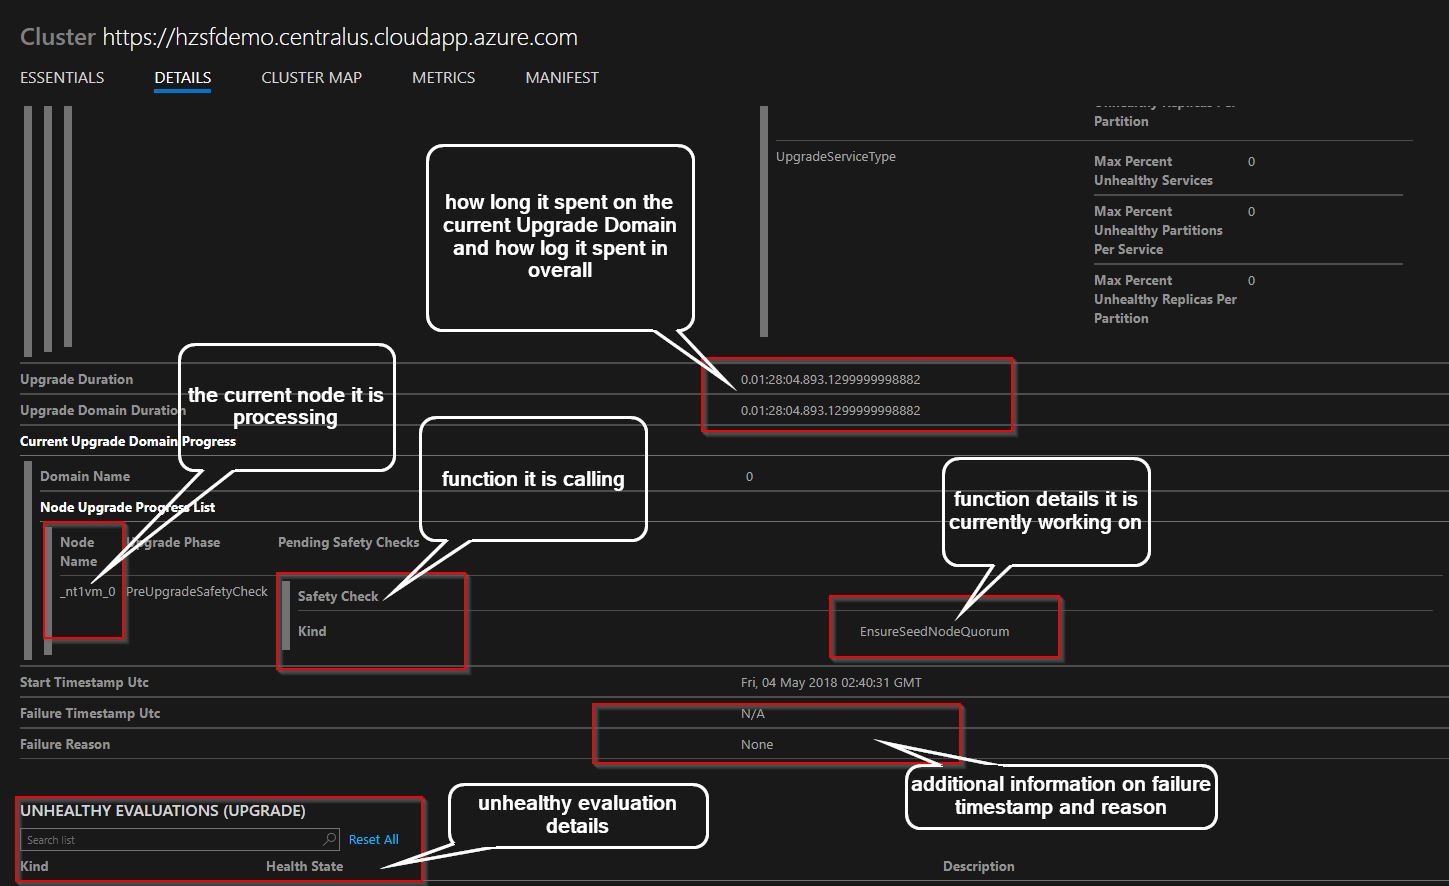 Cluster https://hzsfdemo.centralus.cloudapp.azure.com
ESSENTIALS DETAILS CLUSTER MAP METRICS MANIFEST
Unhealthy Replicas Per
Partition
UpgradeServiceType
Max Percent 0
Unhealthy Services
Max Percent 0
Unhealthy Partitions
Per Service
Max Percent 0
Unhealthy Replicas Per
Partition
how long it spent on the
current Upgrade Domain
and how log it spent in
overall
Upgrade Duration 0.01:28:04.893.1299999998882
Upgrade Domain Duration 0.01:28:04.893.1299999998882
the current node it is
processing
Current Upgrade Domain Progress
Domain Name 0
function it is calling
function details it is
currently working on
Node Upgrade Progress List
Node Upgrade Phase Pending Safety Checks
Name
_nt1vm_0 PreUpgradeSafetyCheck
Safety Check
Kind EnsureSeedNodeQuorum
Start Timestamp Utc Fri, 04 May 2018 02:40:31 GMT
Failure Timestamp Utc N/A
Failure Reason None
additional information on failure
timestamp and reason
UNHEALTHY EVALUATIONS (UPGRADE)
unhealthy evaluation
details
Search list Reset All
Kind Health State Description